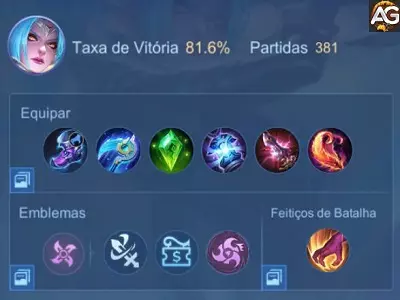 AG
Taxa de Vitória 81.6% Partidas 381
Equipar
Emblemas
Feitiços de Batalha